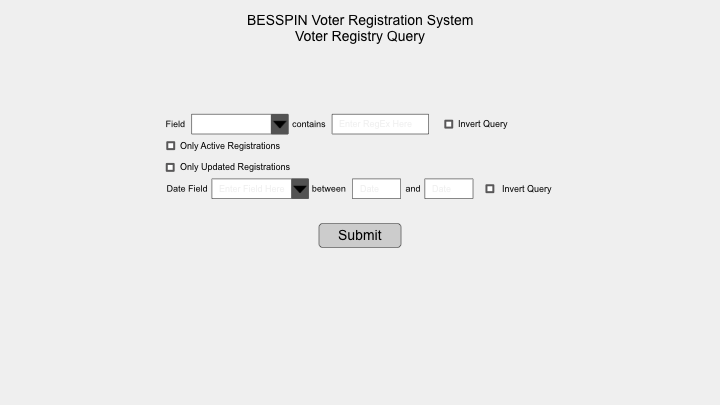 BESSPIN Voter Registration System
Voter Registry Query
Field contains Enter RegEx Here Invert Query
Only Active Registrations
Only Updated Registrations
Date Field Enter Field Here between Date and Date Invert Query
Submit